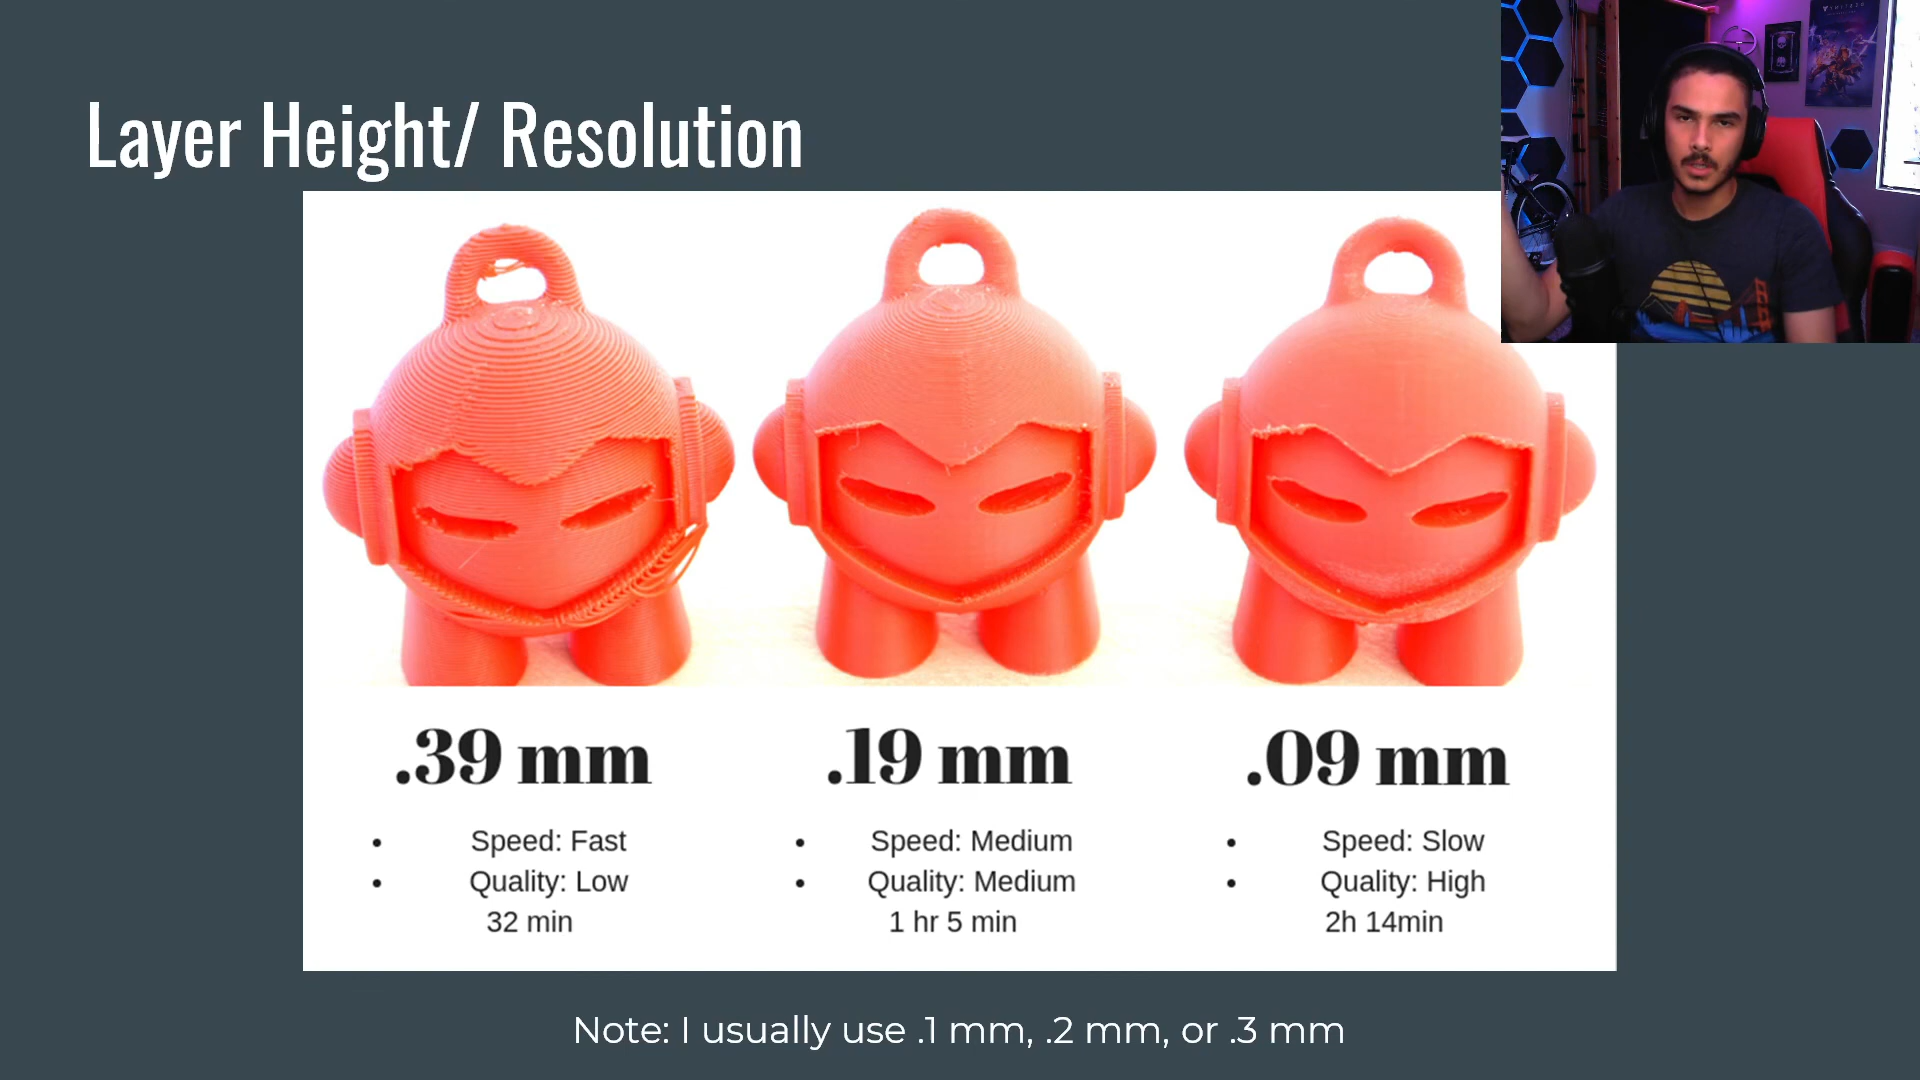 Layer Height/ Resolution
.39 mm
• Speed: Fast
• Quality: Low
32 min
.19 mm
• Speed: Medium
• Quality: Medium
1 hr 5 min
.09 mm
• Speed: Slow
• Quality: High
2h 14min
Note: I usually use .1 mm, .2 mm, or .3 mm